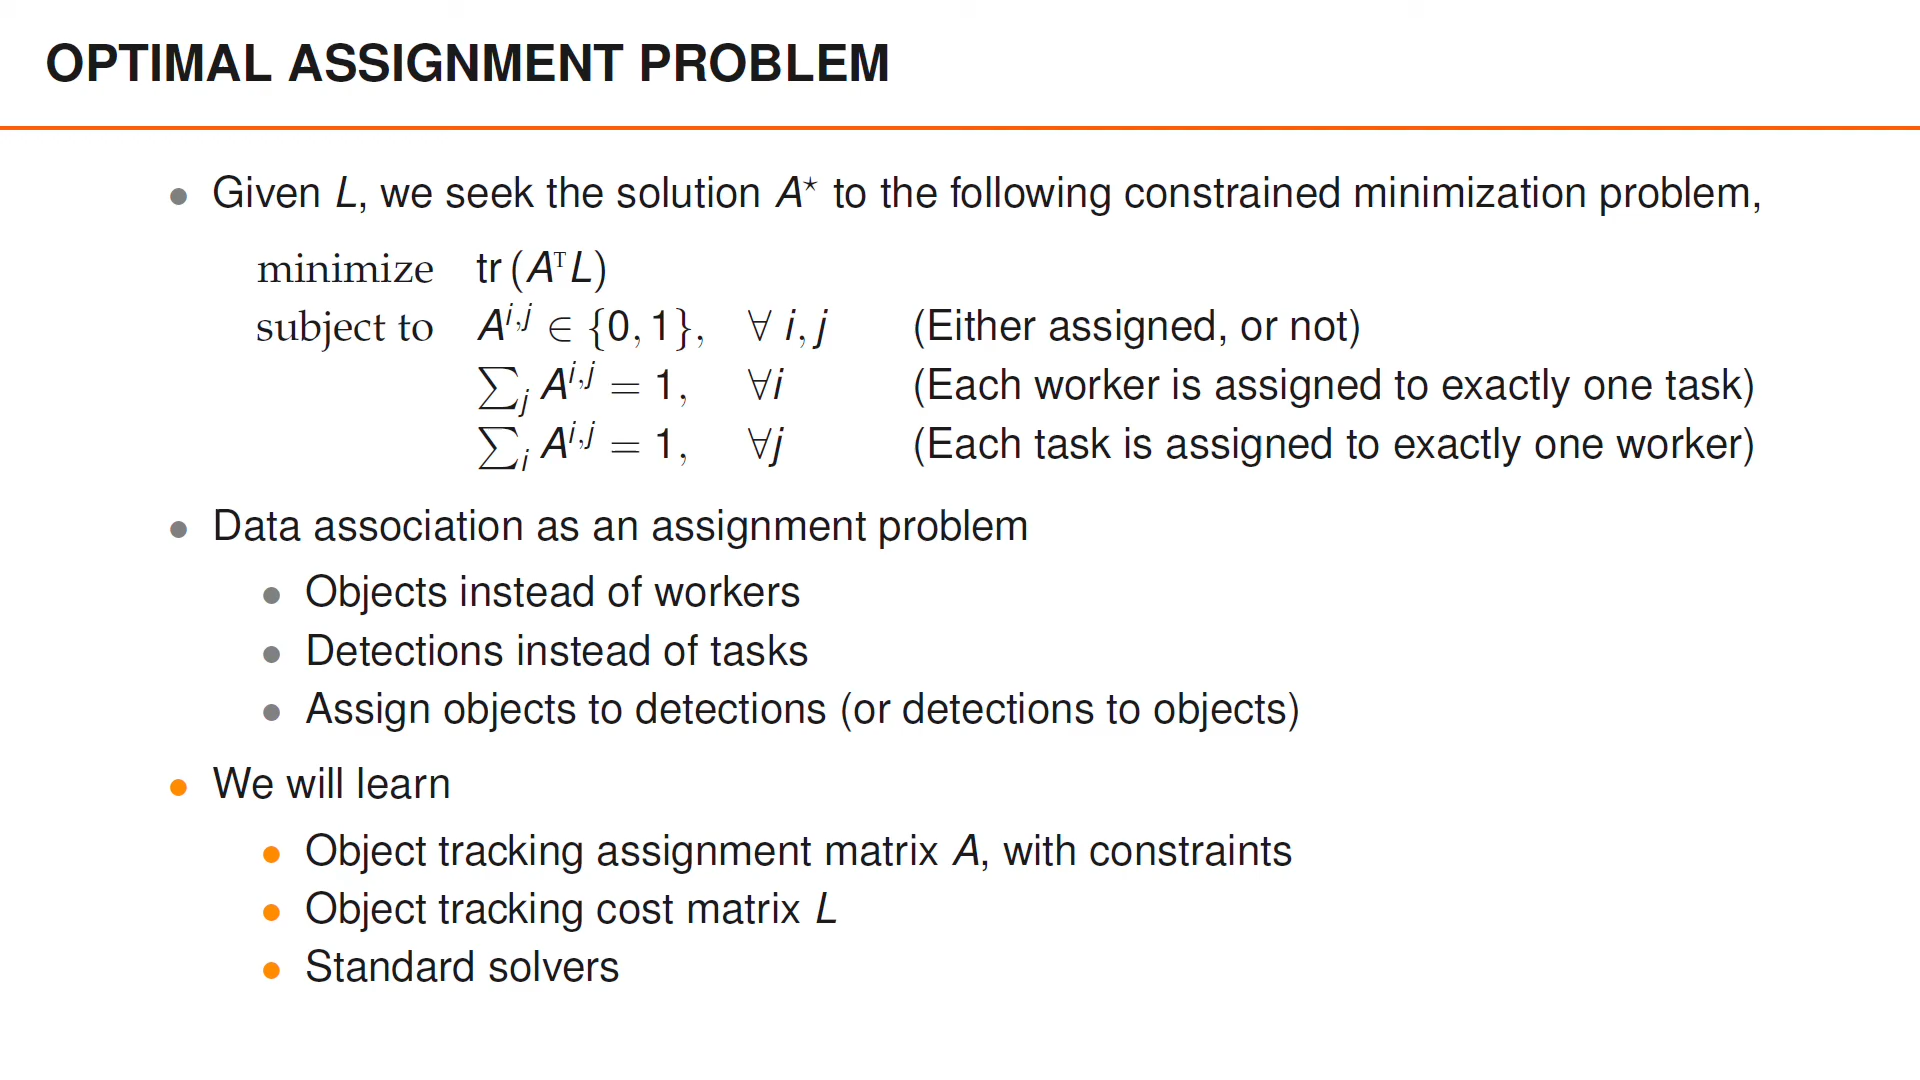 OPTIMAL ASSIGNMENT PROBLEM
• Given L, we seek the solution A⋆ to the following constrained minimization problem,
minimize tr (AᵀL)
subject to A^{i,j} ∈ {0, 1}, ∀ i, j (Either assigned, or not)
∑_j A^{i,j} = 1, ∀i (Each worker is assigned to exactly one task)
∑_i A^{i,j} = 1, ∀j (Each task is assigned to exactly one worker)
• Data association as an assignment problem
• Objects instead of workers
• Detections instead of tasks
• Assign objects to detections (or detections to objects)
• We will learn
• Object tracking assignment matrix A, with constraints
• Object tracking cost matrix L
• Standard solvers